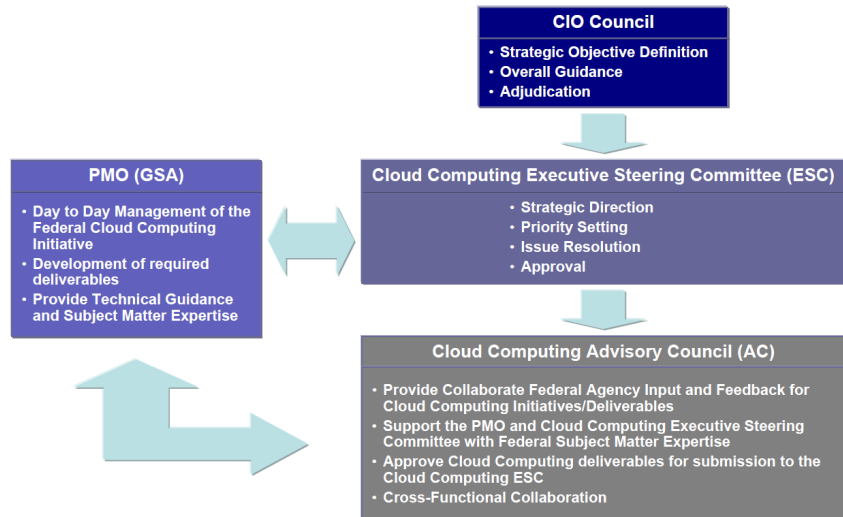 CIO Council
• Strategic Objective Definition
• Overall Guidance
• Adjudication
PMO (GSA)
• Day to Day Management of the
Federal Cloud Computing
Initiative
• Development of required
deliverables
• Provide Technical Guidance
and Subject Matter Expertise
Cloud Computing Executive Steering Committee (ESC)
• Strategic Direction
• Priority Setting
• Issue Resolution
• Approval
Cloud Computing Advisory Council (AC)
• Provide Collaborate Federal Agency Input and Feedback for
Cloud Computing Initiatives/Deliverables
• Support the PMO and Cloud Computing Executive Steering
Committee with Federal Subject Matter Expertise
• Approve Cloud Computing deliverables for submission to the
Cloud Computing ESC
• Cross-Functional Collaboration